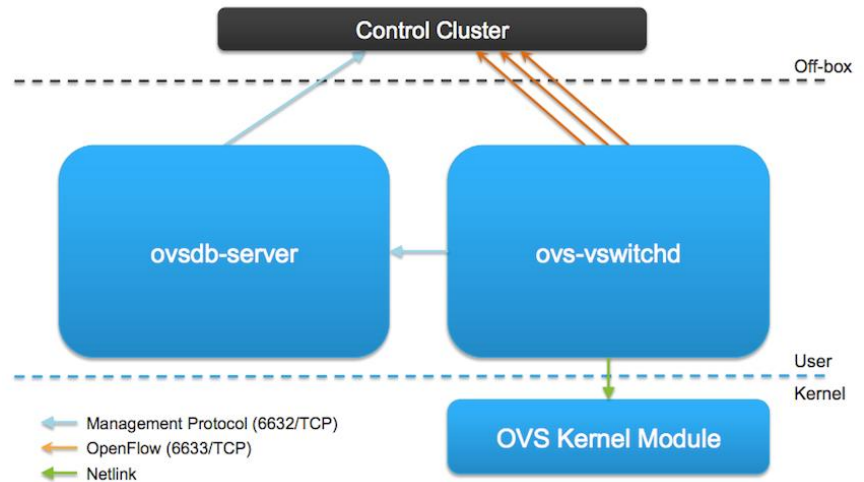 Control Cluster
Off-box
ovsdb-server
ovs-vswitchd
User
Kernel
Management Protocol (6632/TCP)
OpenFlow (6633/TCP)
Netlink
OVS Kernel Module